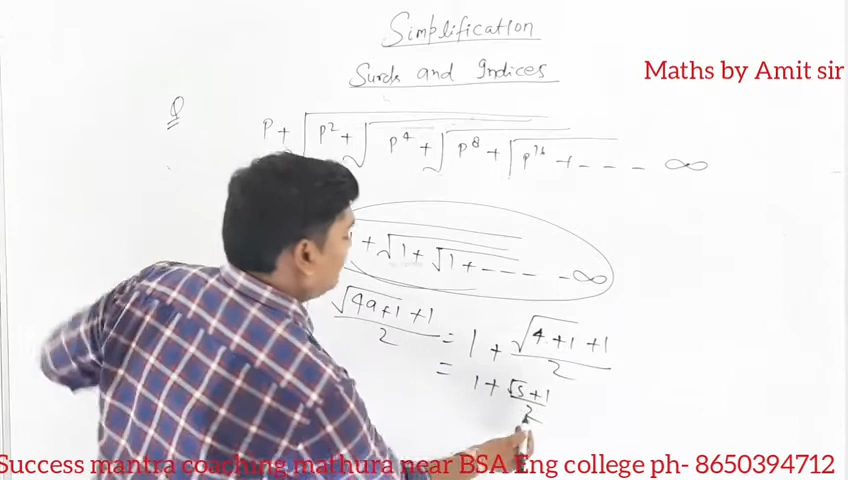 Simplification
Surds and Indices
Maths by Amit sir
Q
P + √P² + √P⁴ + √P⁸ + √P¹⁶ + - - - - ∞
1 + √1 + √1 + - - - - - ∞
√4a+1 +1 / 2 = 1 + √4+1 +1 / 2
= 1 + √5+1 / 2
Success mantra coaching mathura near BSA Eng college ph- 8650394712